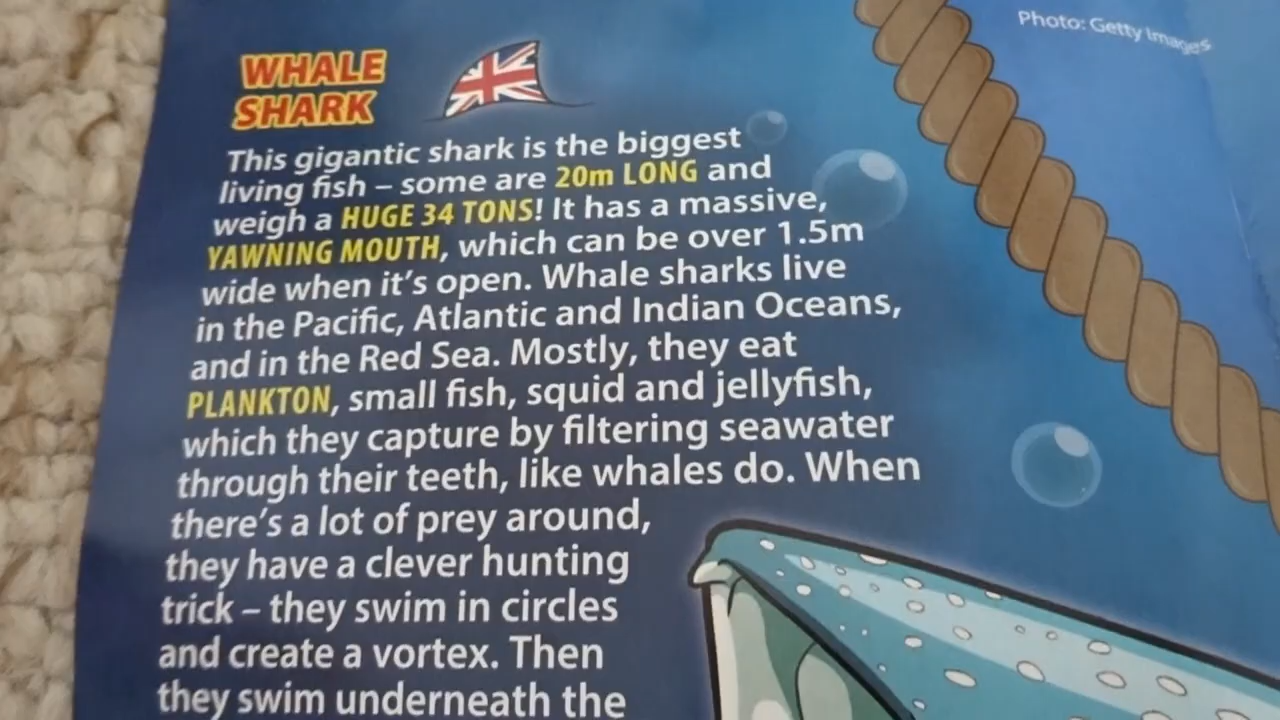 Photo: Getty Images
WHALE
SHARK
This gigantic shark is the biggest
living fish – some are 20m LONG and
weigh a HUGE 34 TONS! It has a massive,
YAWNING MOUTH, which can be over 1.5m
wide when it's open. Whale sharks live
in the Pacific, Atlantic and Indian Oceans,
and in the Red Sea. Mostly, they eat
PLANKTON, small fish, squid and jellyfish,
which they capture by filtering seawater
through their teeth, like whales do. When
there's a lot of prey around,
they have a clever hunting
trick – they swim in circles
and create a vortex. Then
they swim underneath the